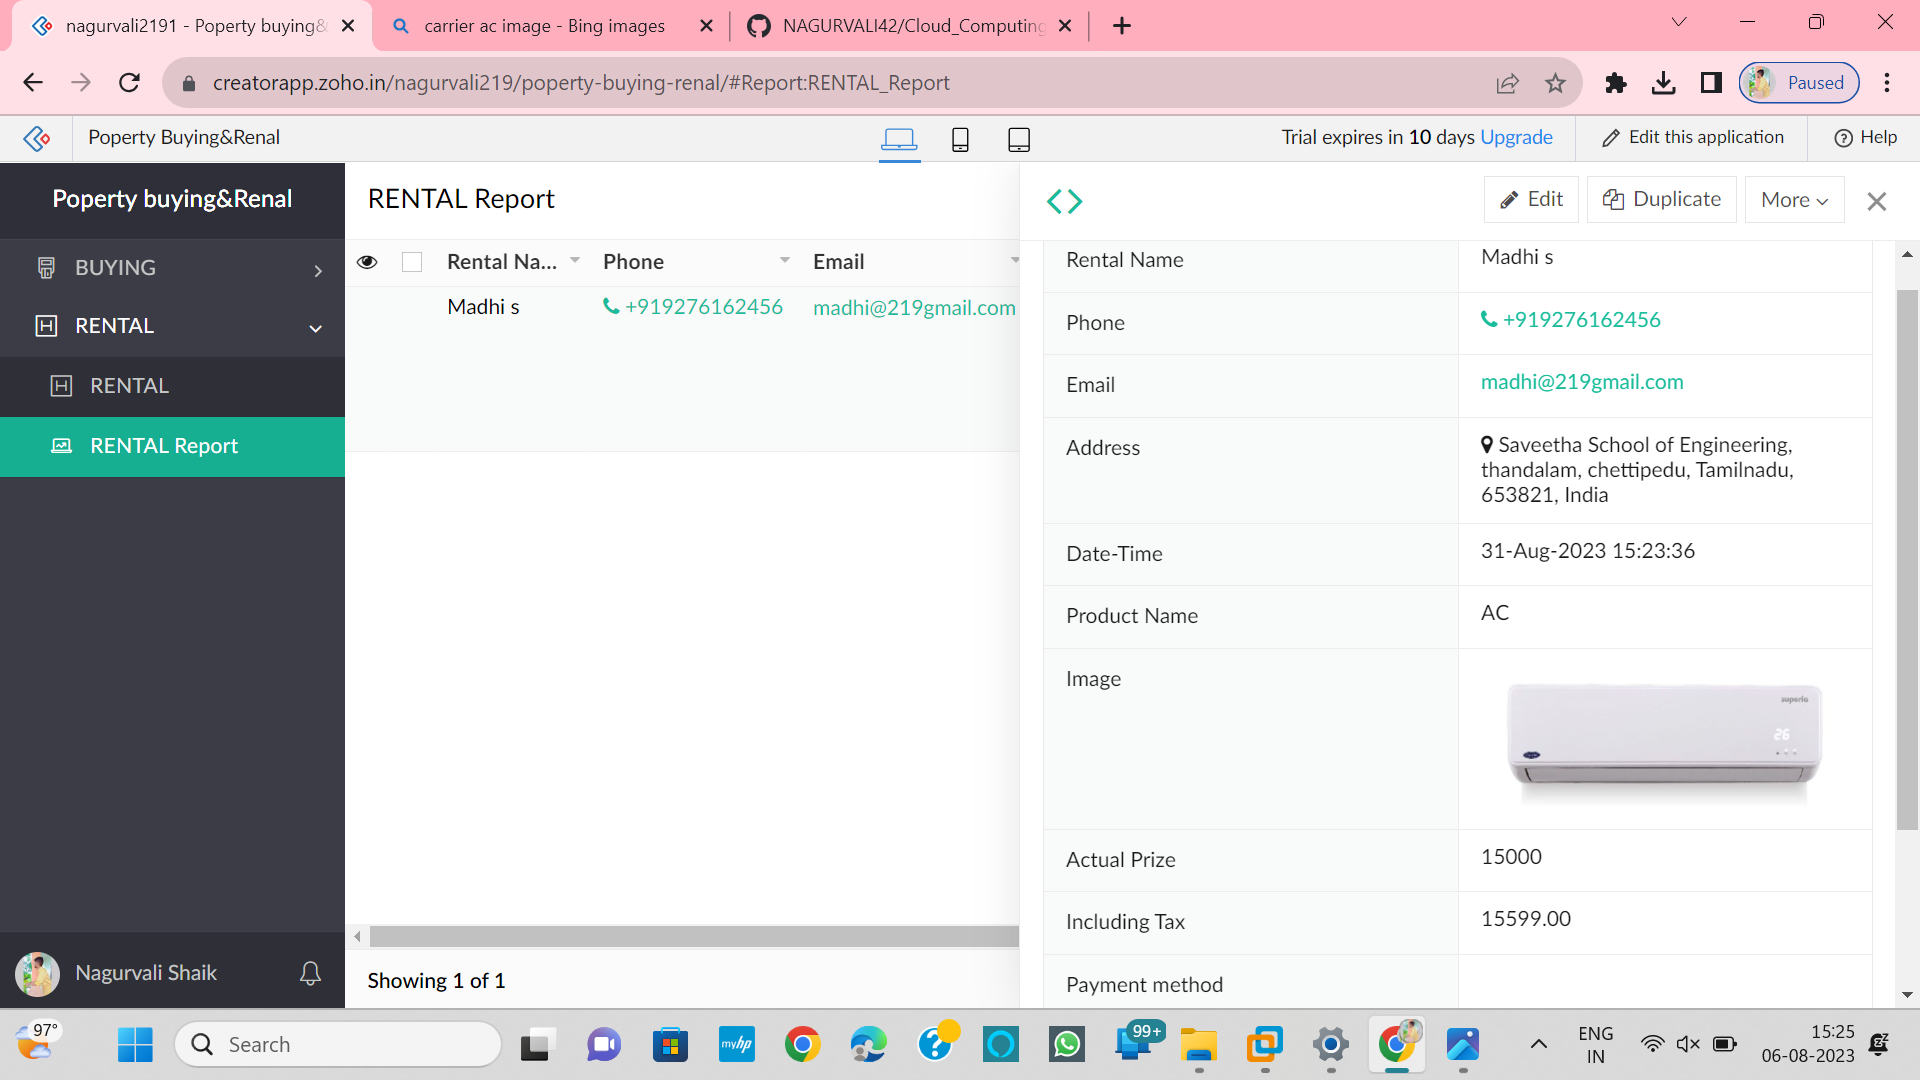 nagurvali2191 - Poperty buying&
carrier ac image - Bing images
NAGURVALI42/Cloud_Computing
creatorapp.zoho.in/nagurvali219/poperty-buying-renal/#Report:RENTAL_Report
Paused
Poperty Buying&Renal
Trial expires in 10 days Upgrade
Edit this application
Help
Poperty buying&Renal
BUYING
RENTAL
RENTAL
RENTAL Report
Nagurvali Shaik
RENTAL Report
Rental Na...
Phone
Email
Madhi s
+919276162456
madhi@219gmail.com
Showing 1 of 1
Edit
Duplicate
More
Rental Name
Madhi s
Phone
+919276162456
Email
madhi@219gmail.com
Address
Saveetha School of Engineering,
thandalam, chettipedu, Tamilnadu,
653821, India
Date-Time
31-Aug-2023 15:23:36
Product Name
AC
Image
superia
26
Actual Prize
15000
Including Tax
15599.00
Payment method
97°
Search
myhp
99+
ENG
IN
15:25
06-08-2023